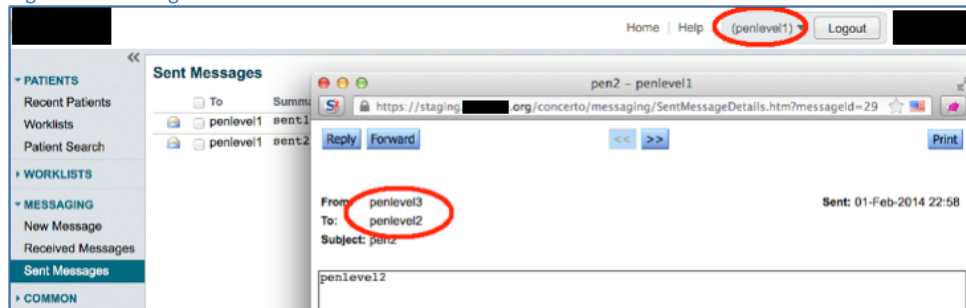 Home | Help (penlevel1) Logout
PATIENTS
Recent Patients
Worklists
Patient Search
WORKLISTS
MESSAGING
New Message
Received Messages
Sent Messages
COMMON
Sent Messages
To
penlevel1 sent1
penlevel1 sent2
pen2 – penlevel1
https://staging. .org/concerto/messaging/SentMessageDetails.htm?messageId=29
Reply Forward << >> Print
From: penlevel3 Sent: 01-Feb-2014 22:58
To: penlevel2
Subject: pen2
penlevel2